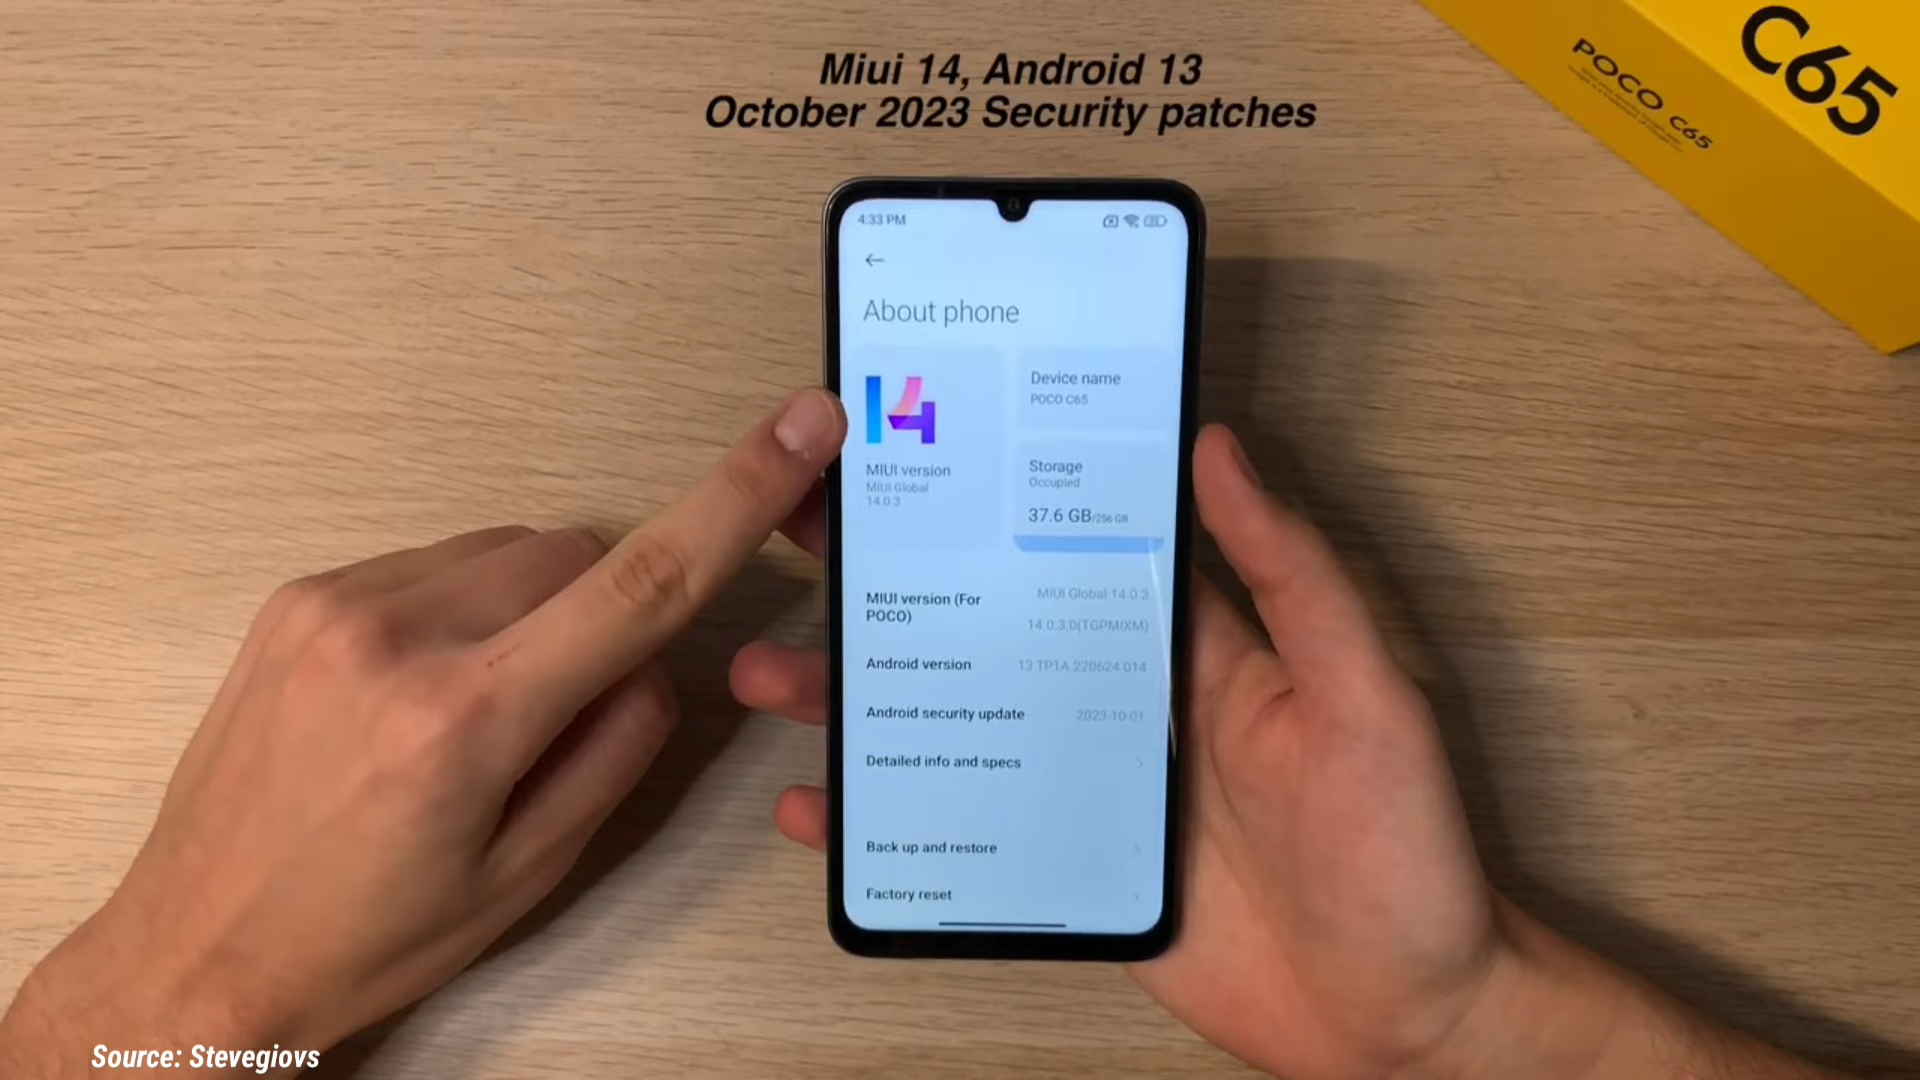 Miui 14, Android 13
October 2023 Security patches
C65
POCO C65
4:33 PM
About phone
MIUI version
MIUI Global
14.0.3
Device name
POCO C65
Storage
Occupied
37.6 GB/256 GB
MIUI version (For
POCO)
MIUI Global 14.0.3
14.0.3.0(TGPMIXM)
Android version
13 TP1A.220624.014
Android security update
2023-10-01
Detailed info and specs
Back up and restore
Factory reset
Source: Stevegiovs